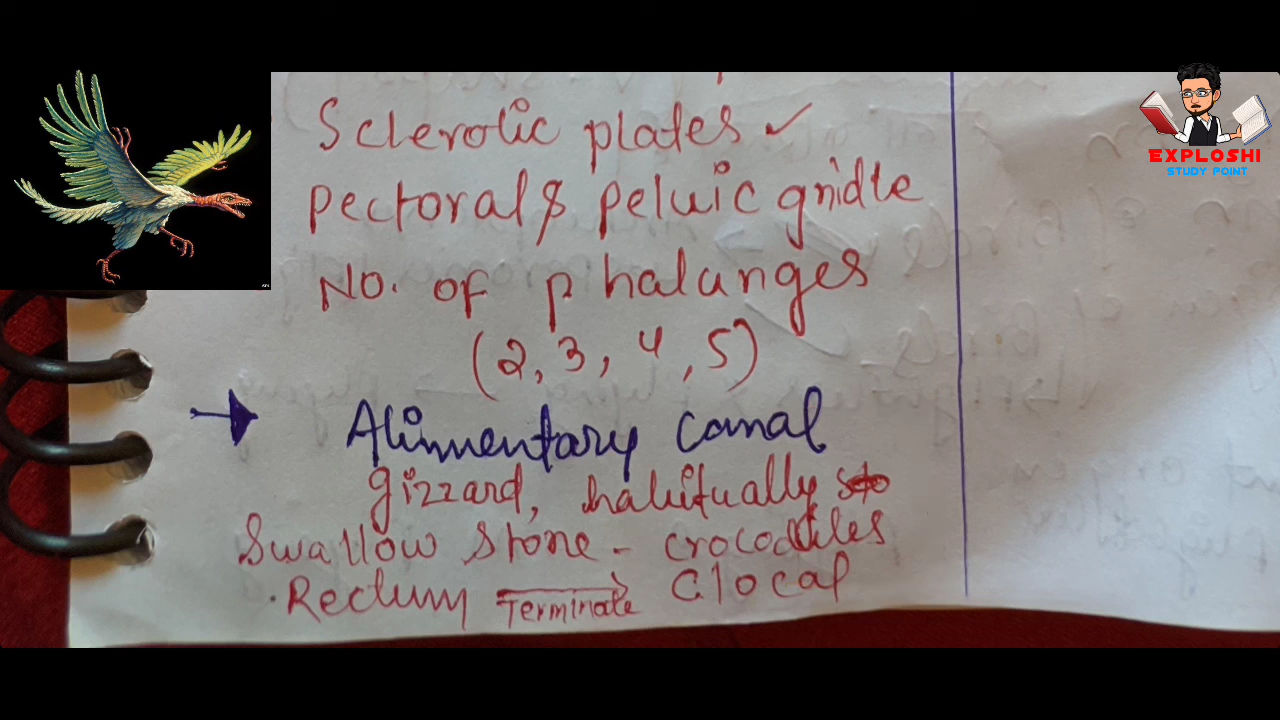 Sclerotic plates ✓
Pectoral & Peluic gridle
No. of phalanges
(2, 3, 4, 5)
→ Alimentary Canal
gizzard, habitually
Swallow stone - crocodiles
. Rectum Terminate → Clocal
EXPLOSHI
STUDY POINT